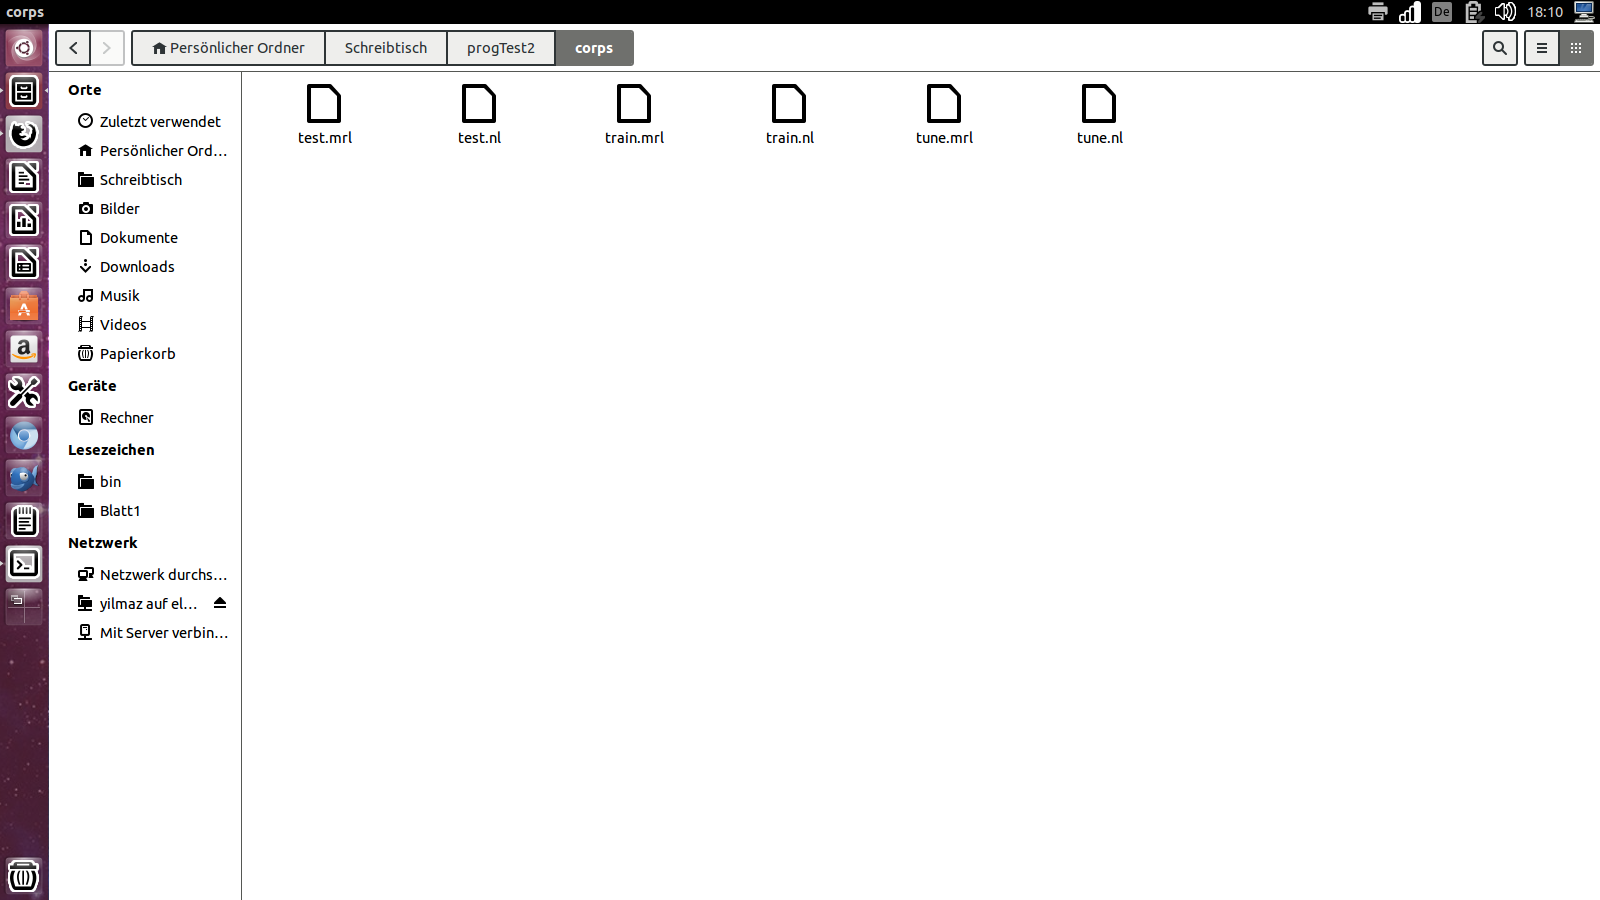 corps
De
18:10
Persönlicher Ordner
Schreibtisch
progTest2
corps
Orte
Zuletzt verwendet
Persönlicher Ord...
Schreibtisch
Bilder
Dokumente
Downloads
Musik
Videos
Papierkorb
Geräte
Rechner
Lesezeichen
bin
Blatt1
Netzwerk
Netzwerk durchs...
yilmaz auf el...
Mit Server verbin...
test.mrl
test.nl
train.mrl
train.nl
tune.mrl
tune.nl